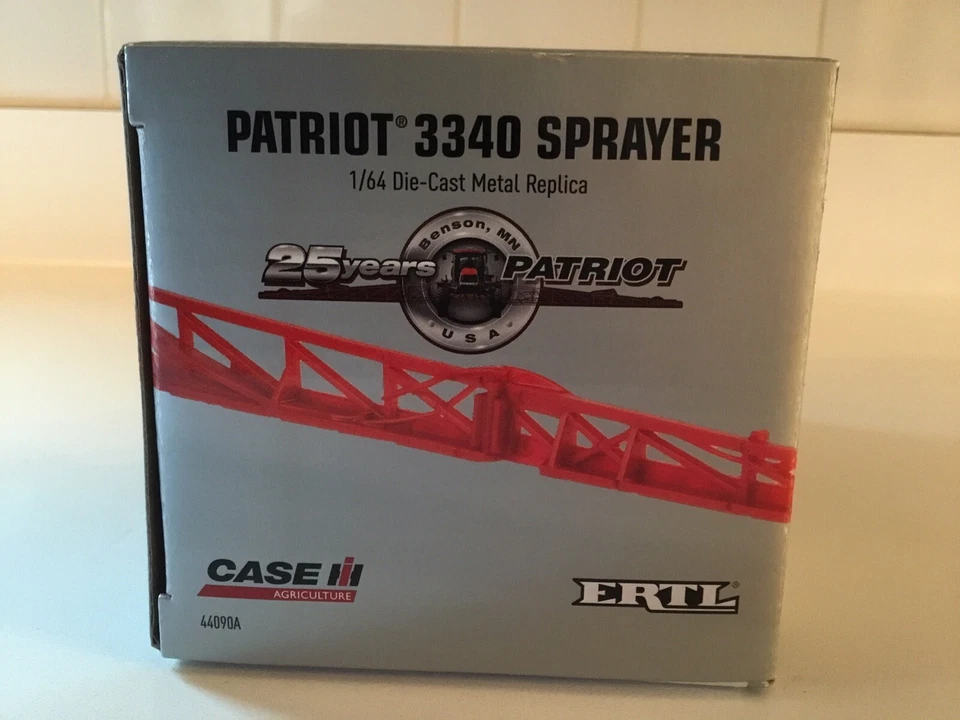 PATRIOT® 3340 SPRAYER
1/64 Die-Cast Metal Replica
Benson, MN
25years PATRIOT
USA
CASE IH
AGRICULTURE
ERTL®
44090A